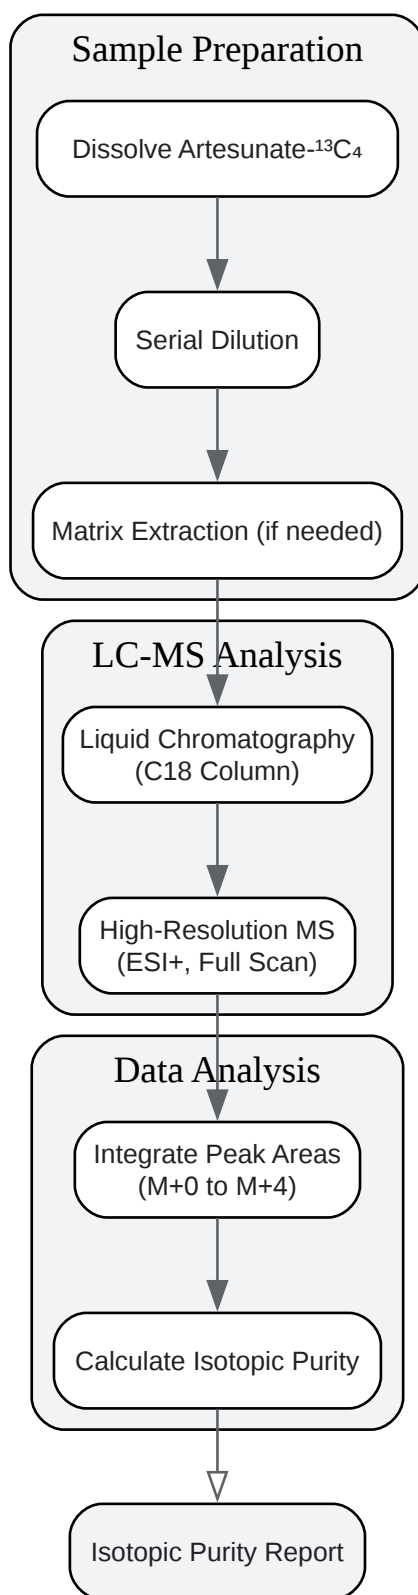 Sample Preparation
Dissolve Artesunate-¹³C₄
Serial Dilution
Matrix Extraction (if needed)
LC-MS Analysis
Liquid Chromatography
(C18 Column)
High-Resolution MS
(ESI+, Full Scan)
Data Analysis
Integrate Peak Areas
(M+0 to M+4)
Calculate Isotopic Purity
Isotopic Purity Report